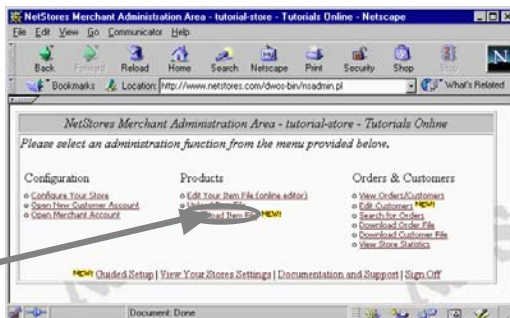 NetStores Merchant Administration Area - tutorial-store - Tutorials Online - Netscape
File Edit View Go Communicator Help
Back Forward Reload Home Search Netscape Print Security Shop Stop
Bookmarks Location: http://www.netstores.com/dwos-bin/nsadmin.pl What's Related
NetStores Merchant Administration Area - tutorial-store - Tutorials Online
Please select an administration function from the menu provided below.
Configuration
Configure Your Store
Open New Customer Account
Open Merchant Account
Products
Edit Your Item File (online editor)
Item File NEW!
Orders & Customers
View Orders/Customers
Edit Customers NEW!
Search for Orders
Download Order File
Download Customer File
View Store Statistics
NEW! Guided Setup | View Your Stores Settings | Documentation and Support | Sign Off
Document: Done